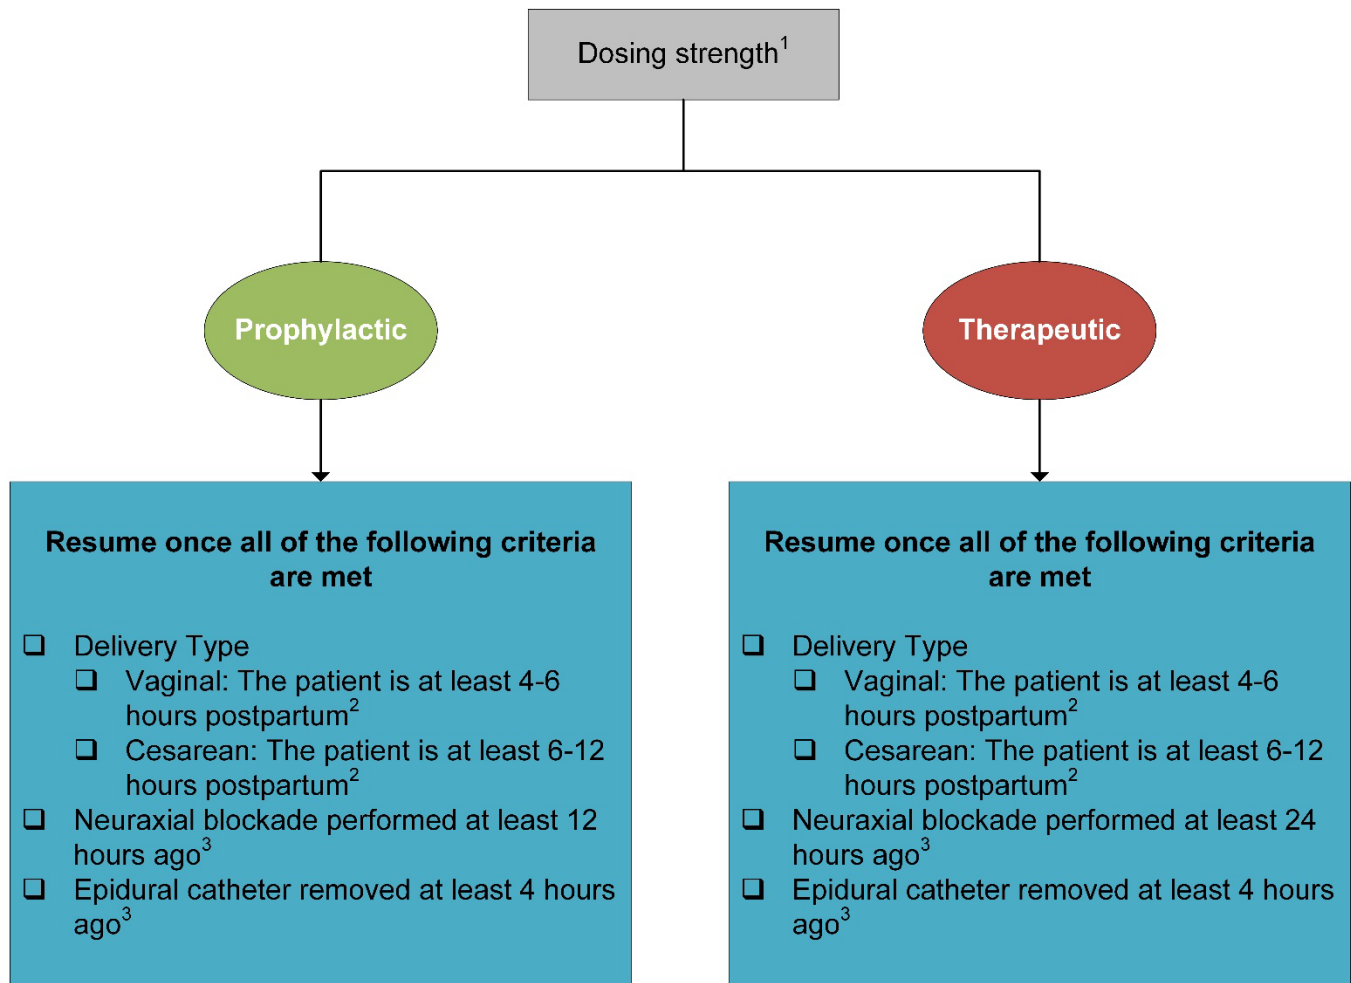 Dosing strength¹
Prophylactic
Therapeutic
Resume once all of the following criteria
are met
❑ Delivery Type
❑ Vaginal: The patient is at least 4-6
hours postpartum²
❑ Cesarean: The patient is at least 6-12
hours postpartum²
❑ Neuraxial blockade performed at least 12
hours ago³
❑ Epidural catheter removed at least 4 hours
ago³
Resume once all of the following criteria
are met
❑ Delivery Type
❑ Vaginal: The patient is at least 4-6
hours postpartum²
❑ Cesarean: The patient is at least 6-12
hours postpartum²
❑ Neuraxial blockade performed at least 24
hours ago³
❑ Epidural catheter removed at least 4 hours
ago³